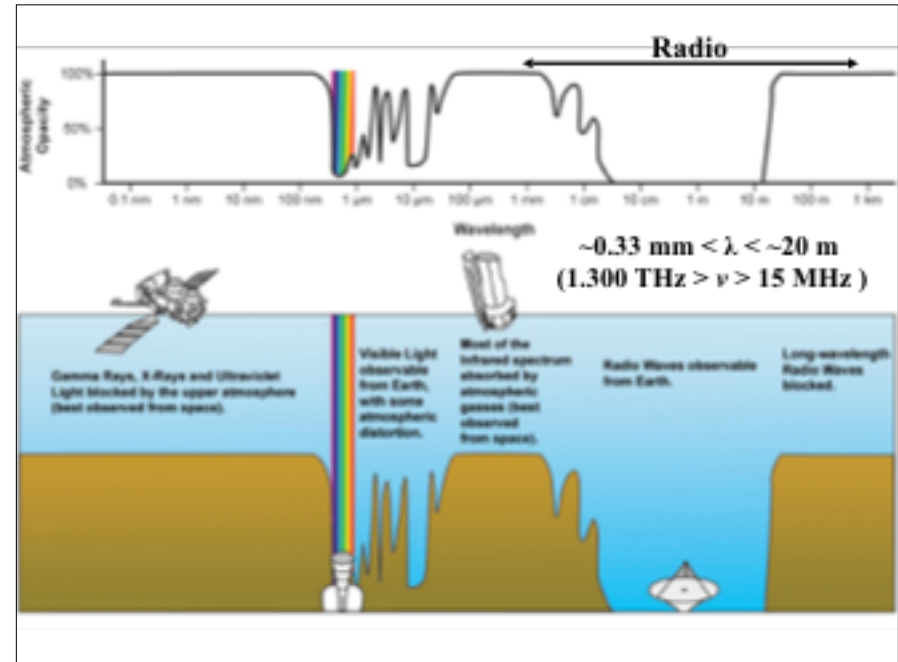 Radio
Atmospheric
Opacity
100%
50%
0%
0.1 nm 1 nm 10 nm 100 nm 1 μm 10 μm 100 μm 1 mm 1 cm 10 cm 1 m 10 m 100 m 1 km
Wavelength
~0.33 mm < λ < ~20 m
(1.300 THz > ν > 15 MHz )
Gamma Rays, X-Rays and Ultraviolet
Light blocked by the upper atmosphere
(best observed from space).
Visible Light
observable
from Earth,
with some
atmospheric
distortion.
Most of the
Infrared spectrum
absorbed by
atmospheric
gasses (best
observed
from space).
Radio Waves observable
from Earth.
Long-wavelength
Radio Waves
blocked.